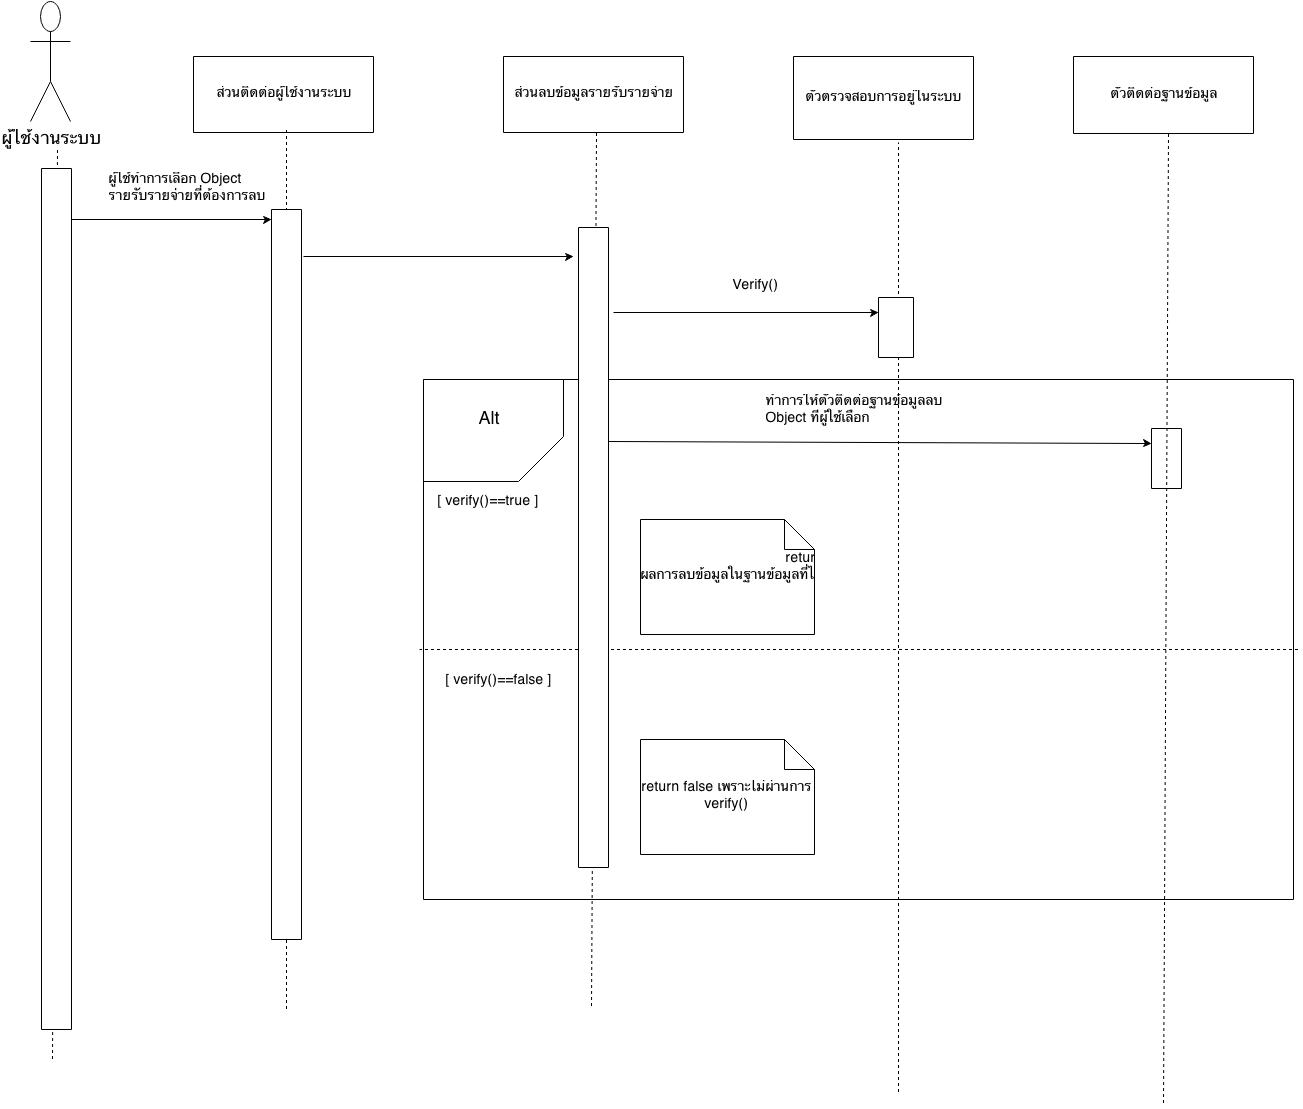 ผู้ใช้งานระบบ
ส่วนติดต่อผู้ใช้งานระบบ
ส่วนลบข้อมูลรายรับรายจ่าย
ตัวตรวจสอบการอยู่ในระบบ
ตัวติดต่อฐานข้อมูล
ผู้ใช้ทำการเลือก Object
รายรับรายจ่ายที่ต้องการลบ
Verify()
Alt
ทำการให้ตัวติดต่อฐานข้อมูลลบ
Object ที่ผู้ใช้เลือก
[ verify()==true ]
retur
ผลการลบข้อมูลในฐานข้อมูลที่ไ
[ verify()==false ]
return false เพราะไม่ผ่านการ
verify()